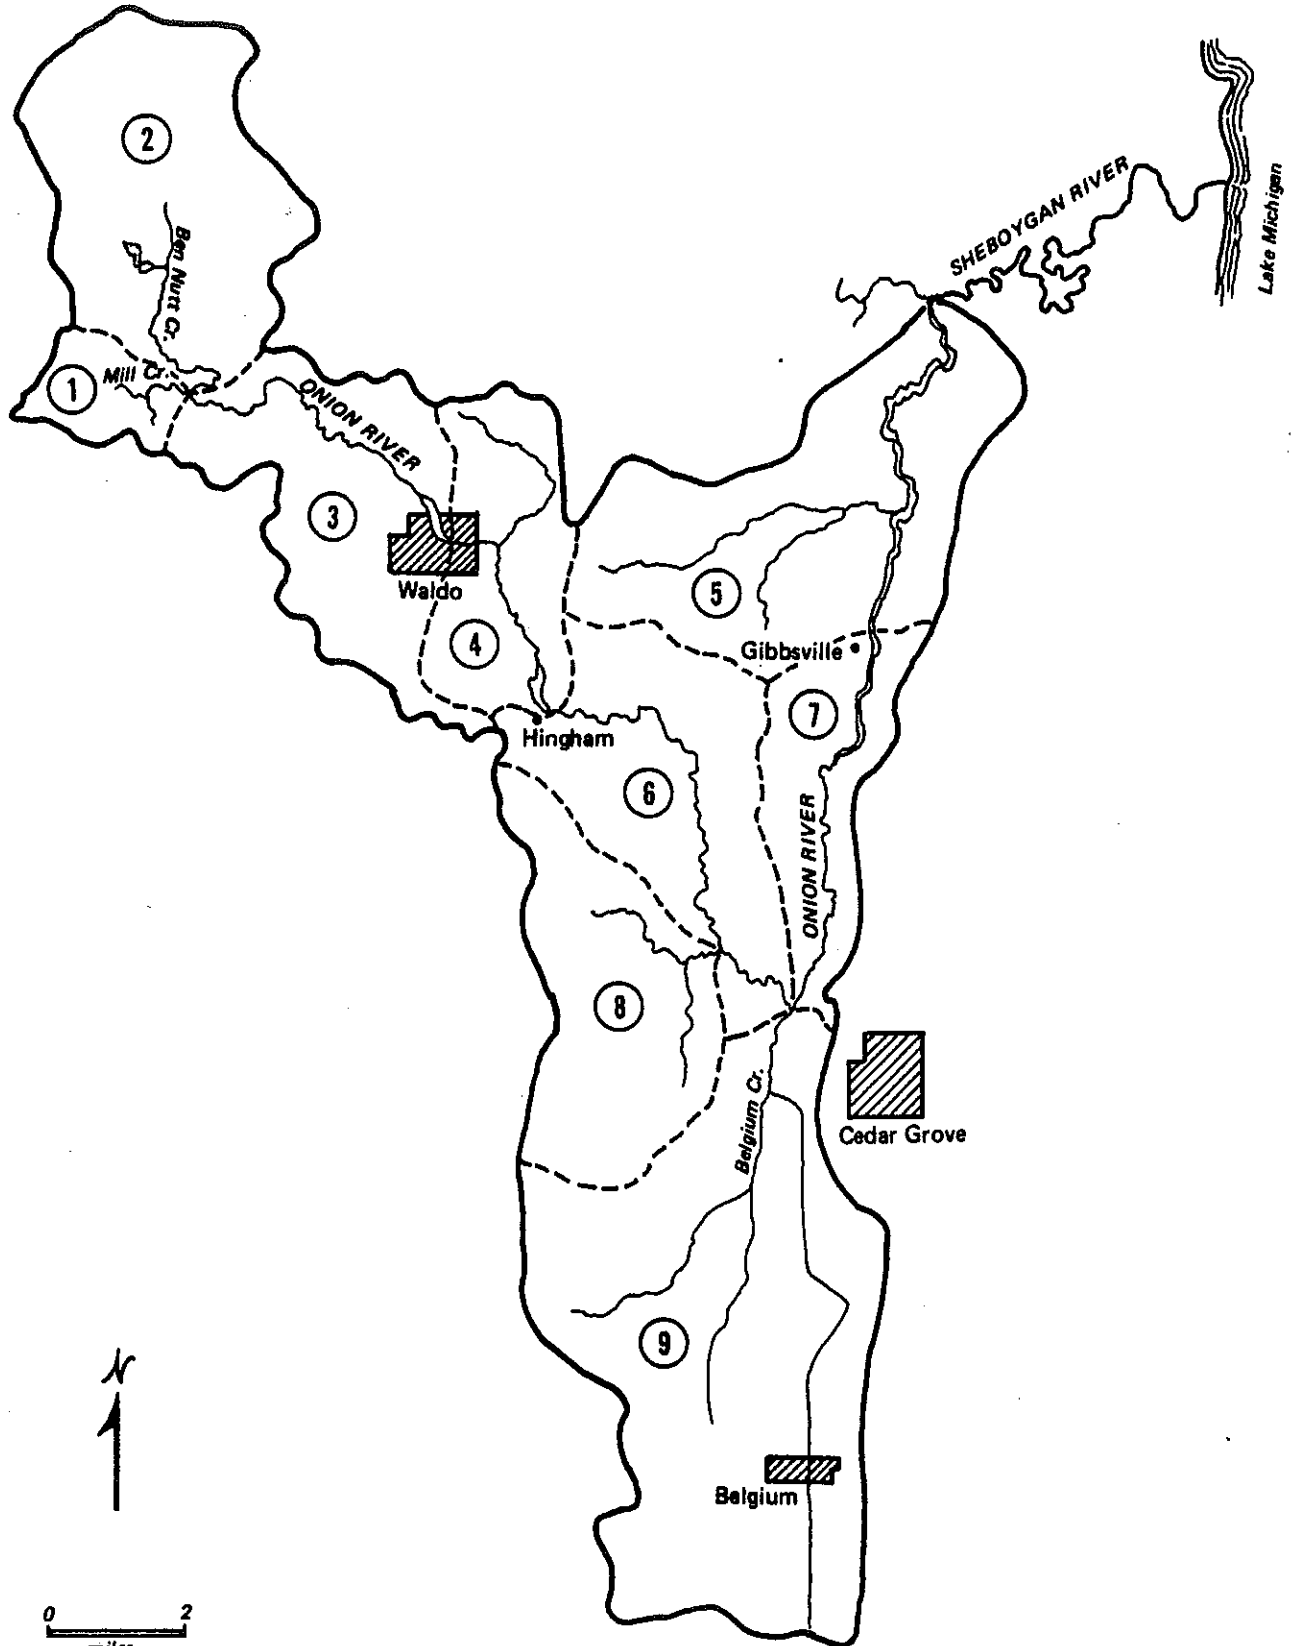 2
SHEBOYGAN RIVER
Lake Michigan
Ben Nutt Cr.
1
Mill Cr.
ONION RIVER
3
Waldo
5
4
Gibbsville
7
Hingham
6
ONION RIVER
8
Belgium Cr.
Cedar Grove
9
N
Belgium
0 2
miles